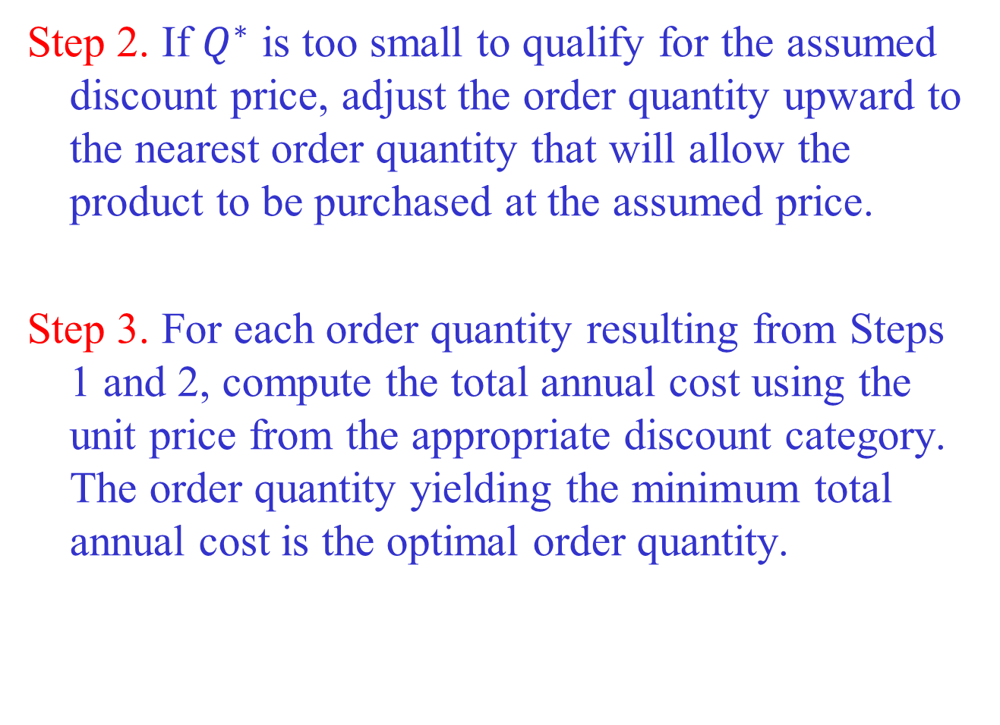 Step 2. If Q* is too small to qualify for the assumed
discount price, adjust the order quantity upward to
the nearest order quantity that will allow the
product to be purchased at the assumed price.
Step 3. For each order quantity resulting from Steps
1 and 2, compute the total annual cost using the
unit price from the appropriate discount category.
The order quantity yielding the minimum total
annual cost is the optimal order quantity.